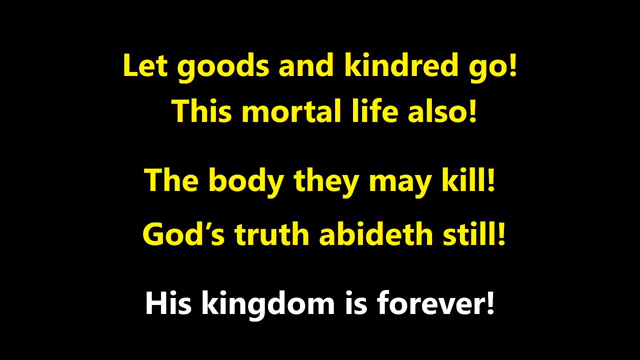 Let goods and kindred go!
This mortal life also!
The body they may kill!
God’s truth abideth still!
His kingdom is forever!